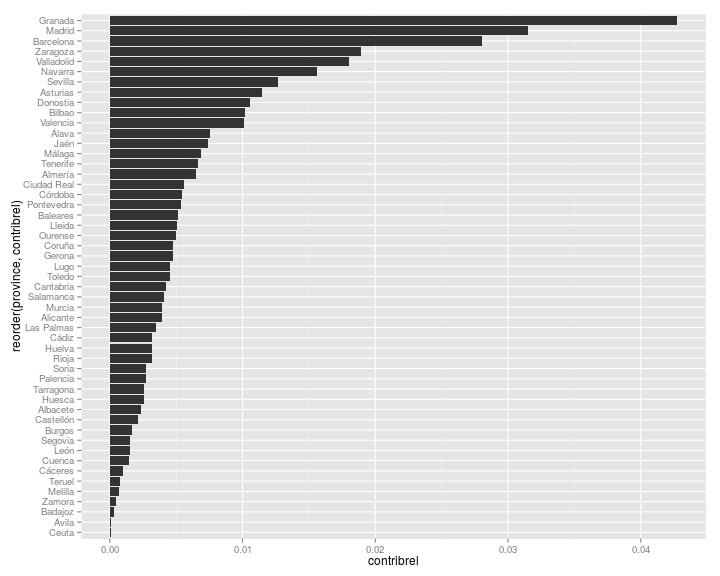 Granada
Madrid
Barcelona
Zaragoza
Valladolid
Navarra
Sevilla
Asturias
Donostia
Bilbao
Valencia
Álava
Jaén
Málaga
Tenerife
Almería
Ciudad Real
Córdoba
Pontevedra
Baleares
Lleida
Ourense
Coruña
Gerona
Lugo
Toledo
Cantabria
Salamanca
Murcia
Alicante
Las Palmas
Cádiz
Huelva
Rioja
Soria
Palencia
Tarragona
Huesca
Albacete
Castellón
Burgos
Segovia
León
Cuenca
Cáceres
Teruel
Melilla
Zamora
Badajoz
Ávila
Ceuta
reorder(province, contribrel)
0.00 0.01 0.02 0.03 0.04
contribrel